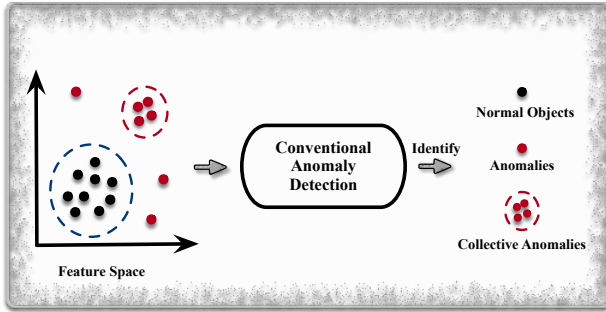 Feature Space
Conventional
Anomaly
Detection
Identify
Normal Objects
Anomalies
Collective Anomalies